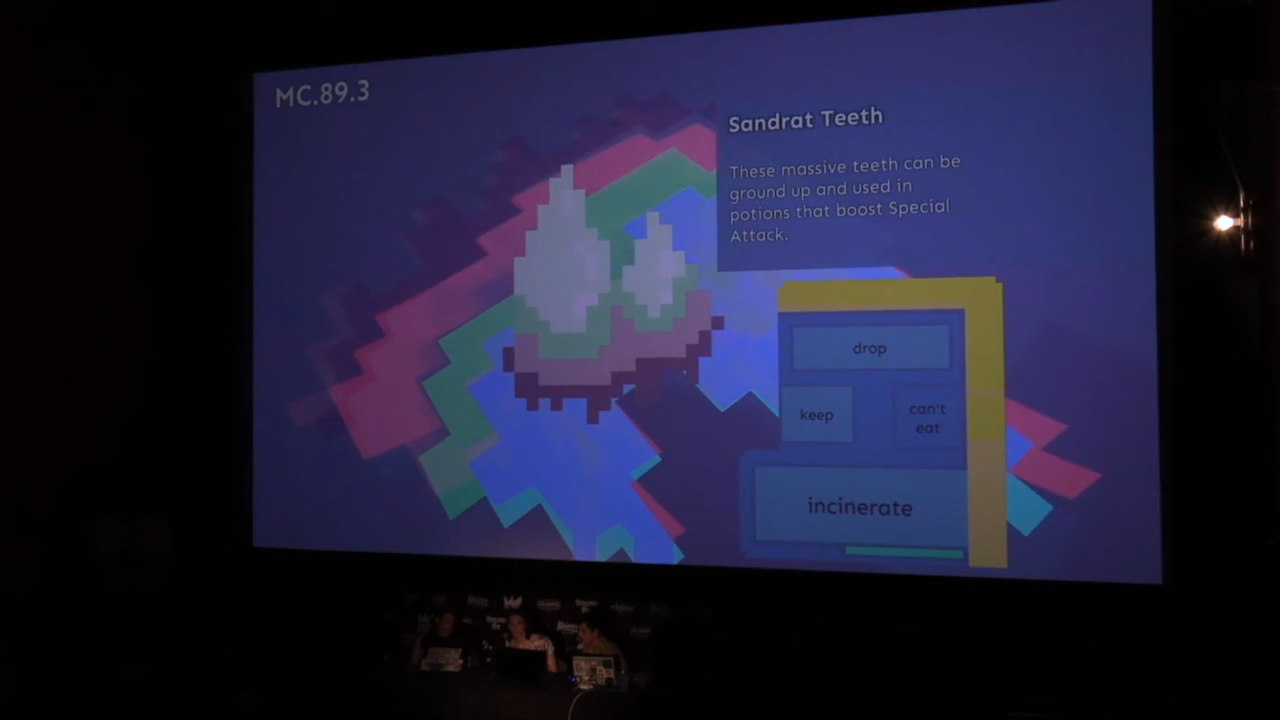 MC.89.3
Sandrat Teeth
These massive teeth can be
ground up and used in
potions that boost Special
Attack.
drop
keep
can't
eat
incinerate